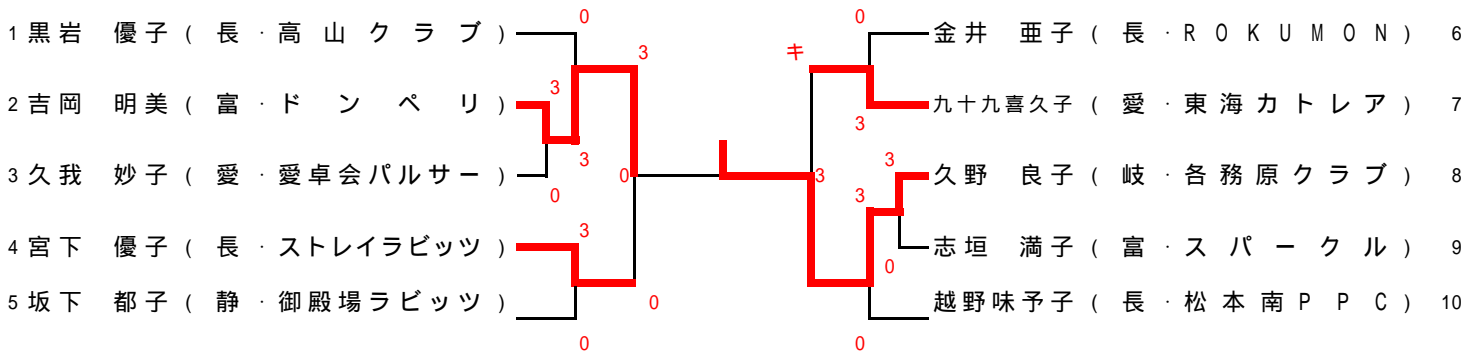 0
0
1 黒岩 優子 ( 長 · 高山クラブ )
金井 亜子 ( 長 · ROKUMON ) 6
3
キ
3
2 吉岡 明美 ( 富 · ドンペリ )
九十九喜久子 ( 愛 · 東海カトレア ) 7
3
3
3
3 久我 妙子 ( 愛 · 愛卓会パルサー )
0
3
久野 良子 ( 岐 · 各務原クラブ ) 8
0
3
3
4 宮下 優子 ( 長 · ストレイラビッツ )
志垣 満子 ( 富 · スパークル ) 9
0
5 坂下 都子 ( 静 · 御殿場ラビッツ )
0
越野味予子 ( 長 · 松本南PPC ) 10
0
0